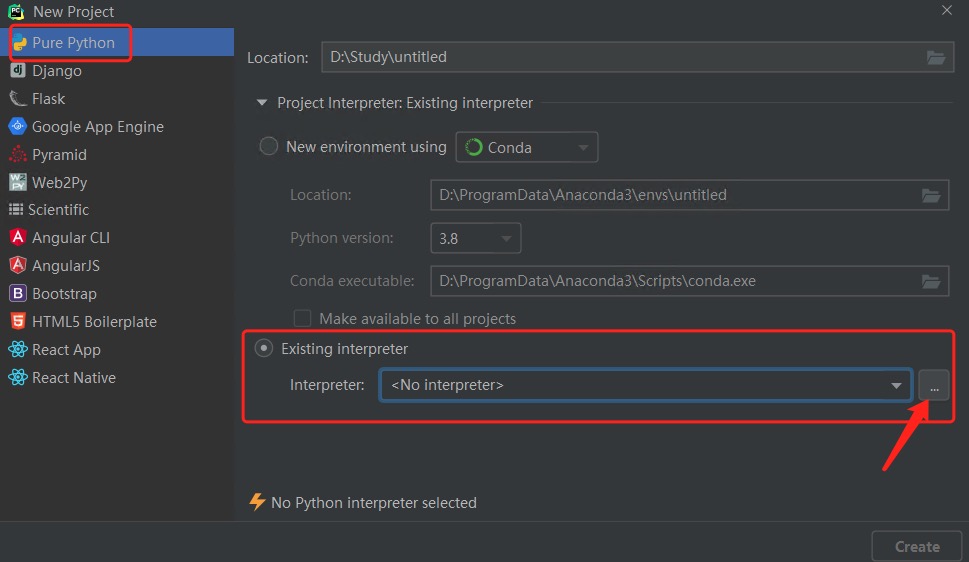 New Project
Pure Python
Django
Flask
Google App Engine
Pyramid
Web2Py
Scientific
Angular CLI
AngularJS
Bootstrap
HTML5 Boilerplate
React App
React Native
Location: D:\Study\untitled
Project Interpreter: Existing interpreter
New environment using Conda
Location: D:\ProgramData\Anaconda3\envs\untitled
Python version: 3.8
Conda executable: D:\ProgramData\Anaconda3\Scripts\conda.exe
Make available to all projects
Existing interpreter
Interpreter: <No interpreter> ...
No Python interpreter selected
Create